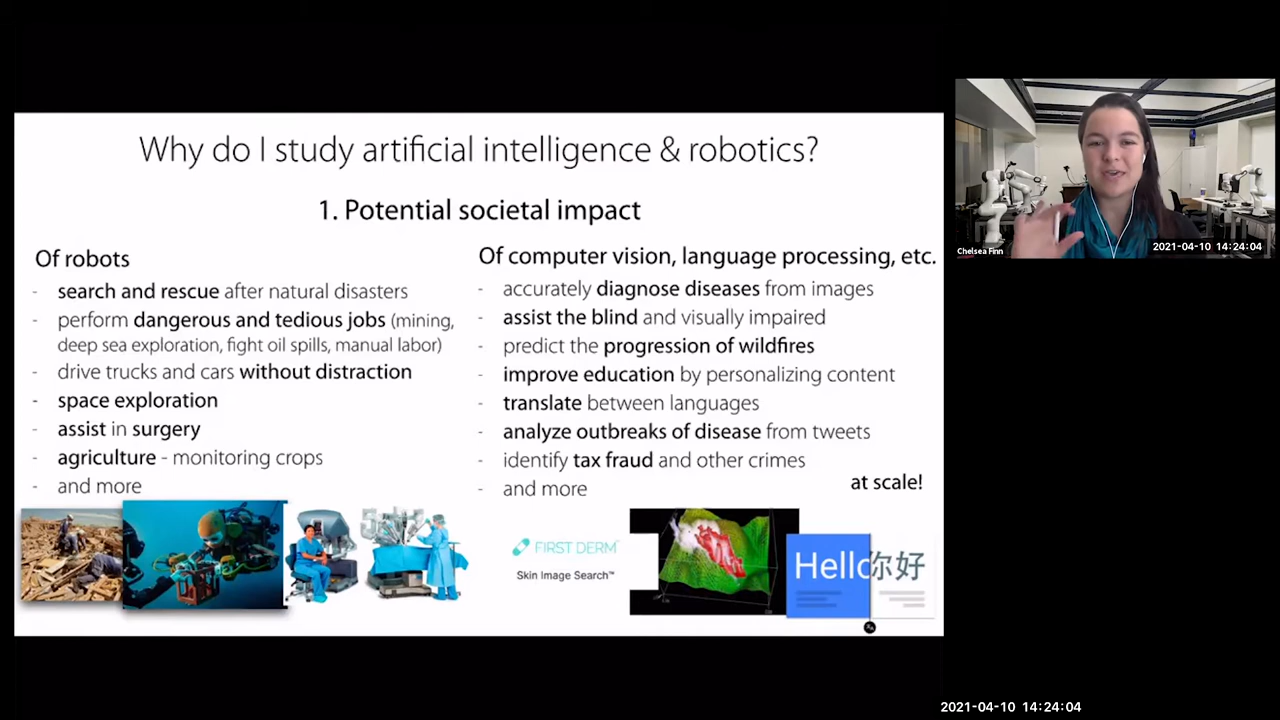 Why do I study artificial intelligence & robotics?
1. Potential societal impact
Of robots
- search and rescue after natural disasters
- perform dangerous and tedious jobs (mining,
deep sea exploration, fight oil spills, manual labor)
- drive trucks and cars without distraction
- space exploration
- assist in surgery
- agriculture - monitoring crops
- and more
Of computer vision, language processing, etc.
- accurately diagnose diseases from images
- assist the blind and visually impaired
- predict the progression of wildfires
- improve education by personalizing content
- translate between languages
- analyze outbreaks of disease from tweets
- identify tax fraud and other crimes
- and more
at scale!
FIRST DERM™
Skin Image Search™
Hello
你好
Chelsea Finn
2021-04-10 14:24:04
2021-04-10 14:24:04